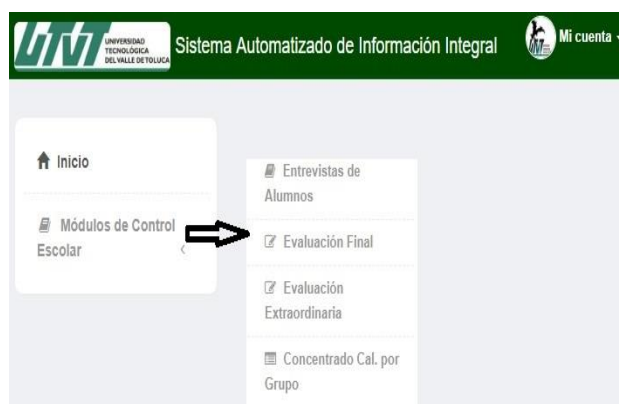 UTVT
UNIVERSIDAD
TECNOLÓGICA
DEL VALLE DE TOLUCA
Sistema Automatizado de Información Integral
Mi cuenta
Inicio
Módulos de Control
Escolar
Entrevistas de
Alumnos
Evaluación Final
Evaluación
Extraordinaria
Concentrado Cal. por
Grupo